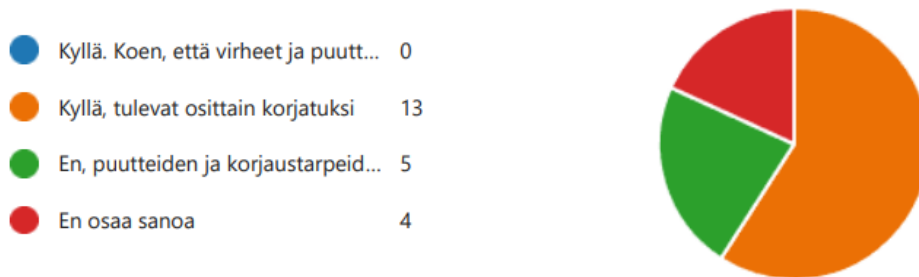 Kyllä. Koen, että virheet ja puutt... 0
Kyllä, tulevat osittain korjatuksi 13
En, puutteiden ja korjaustarpeid... 5
En osaa sanoa 4